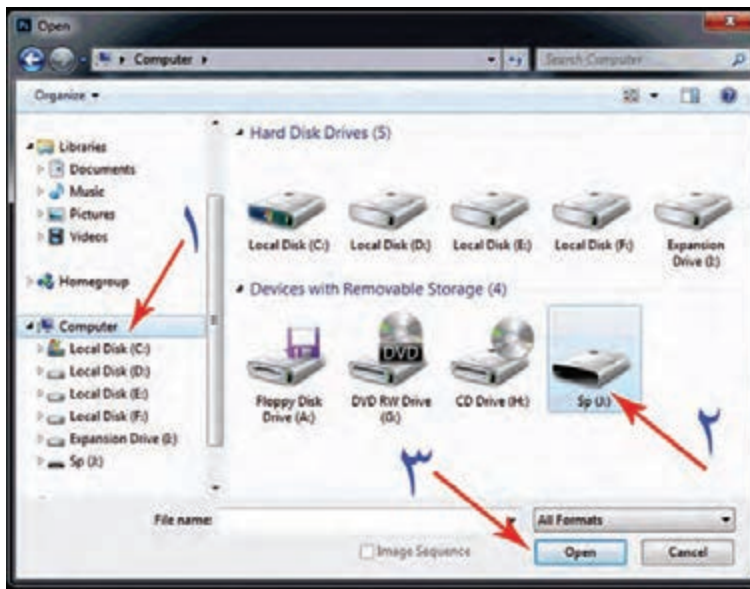 Ps Open
Computer
Search Computer
Organize
Libraries
Documents
Music
Pictures
Videos
Homegroup
Computer
Local Disk (C:)
Local Disk (D:)
Local Disk (E:)
Local Disk (F:)
Expansion Drive (I:)
Sp (J:)
۱
Hard Disk Drives (5)
Local Disk (C:) Local Disk (D:) Local Disk (E:) Local Disk (F:) Expansion
Drive (I:)
Devices with Removable Storage (4)
DVD
Floppy Disk DVD RW Drive CD Drive (H:) Sp (J:)
Drive (A:) (G:)
۲
۳
File name: All Formats
Image Sequence Open Cancel